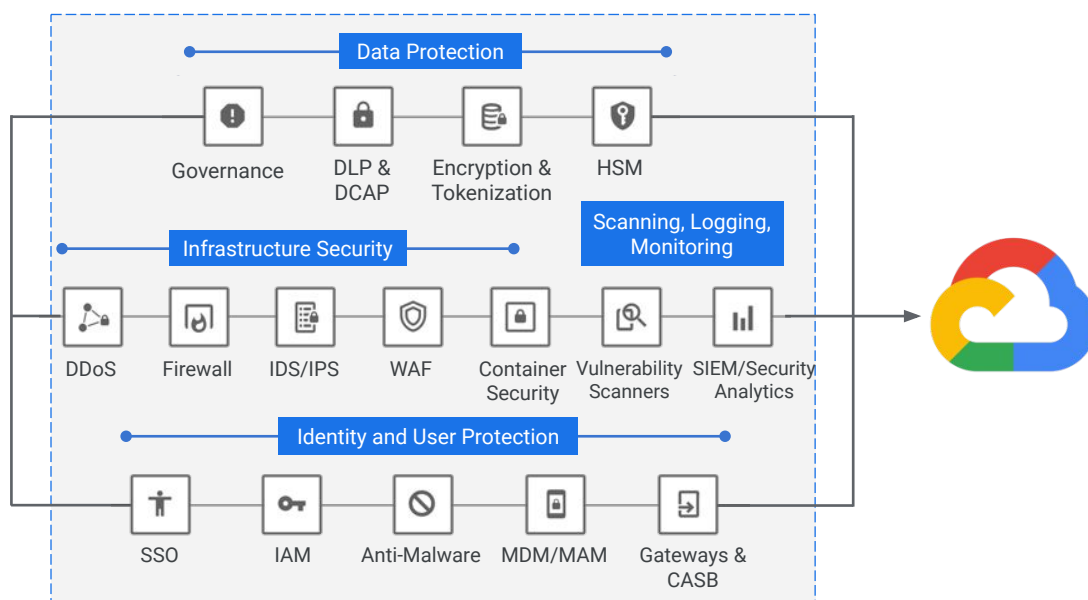 Data Protection
Governance
DLP &
DCAP
Encryption &
Tokenization
HSM
Scanning, Logging,
Monitoring
Infrastructure Security
DDoS
Firewall
IDS/IPS
WAF
Container
Security
Vulnerability
Scanners
SIEM/Security
Analytics
Identity and User Protection
SSO
IAM
Anti-Malware
MDM/MAM
Gateways &
CASB